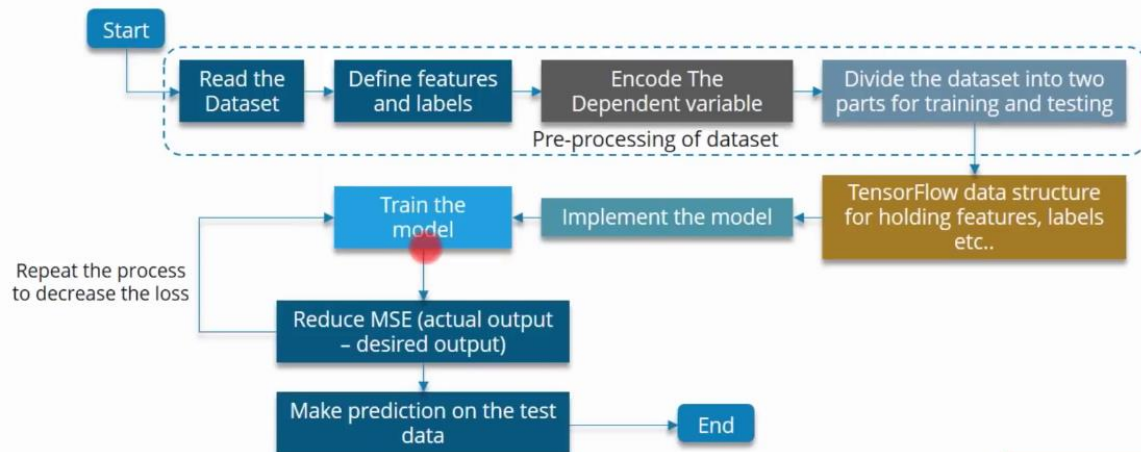 Start
Read the
Dataset
Define features
and labels
Encode The
Dependent variable
Divide the dataset into two
parts for training and testing
Pre-processing of dataset
TensorFlow data structure
for holding features, labels
etc..
Implement the model
Train the
model
Repeat the process
to decrease the loss
Reduce MSE (actual output
– desired output)
Make prediction on the test
data
End